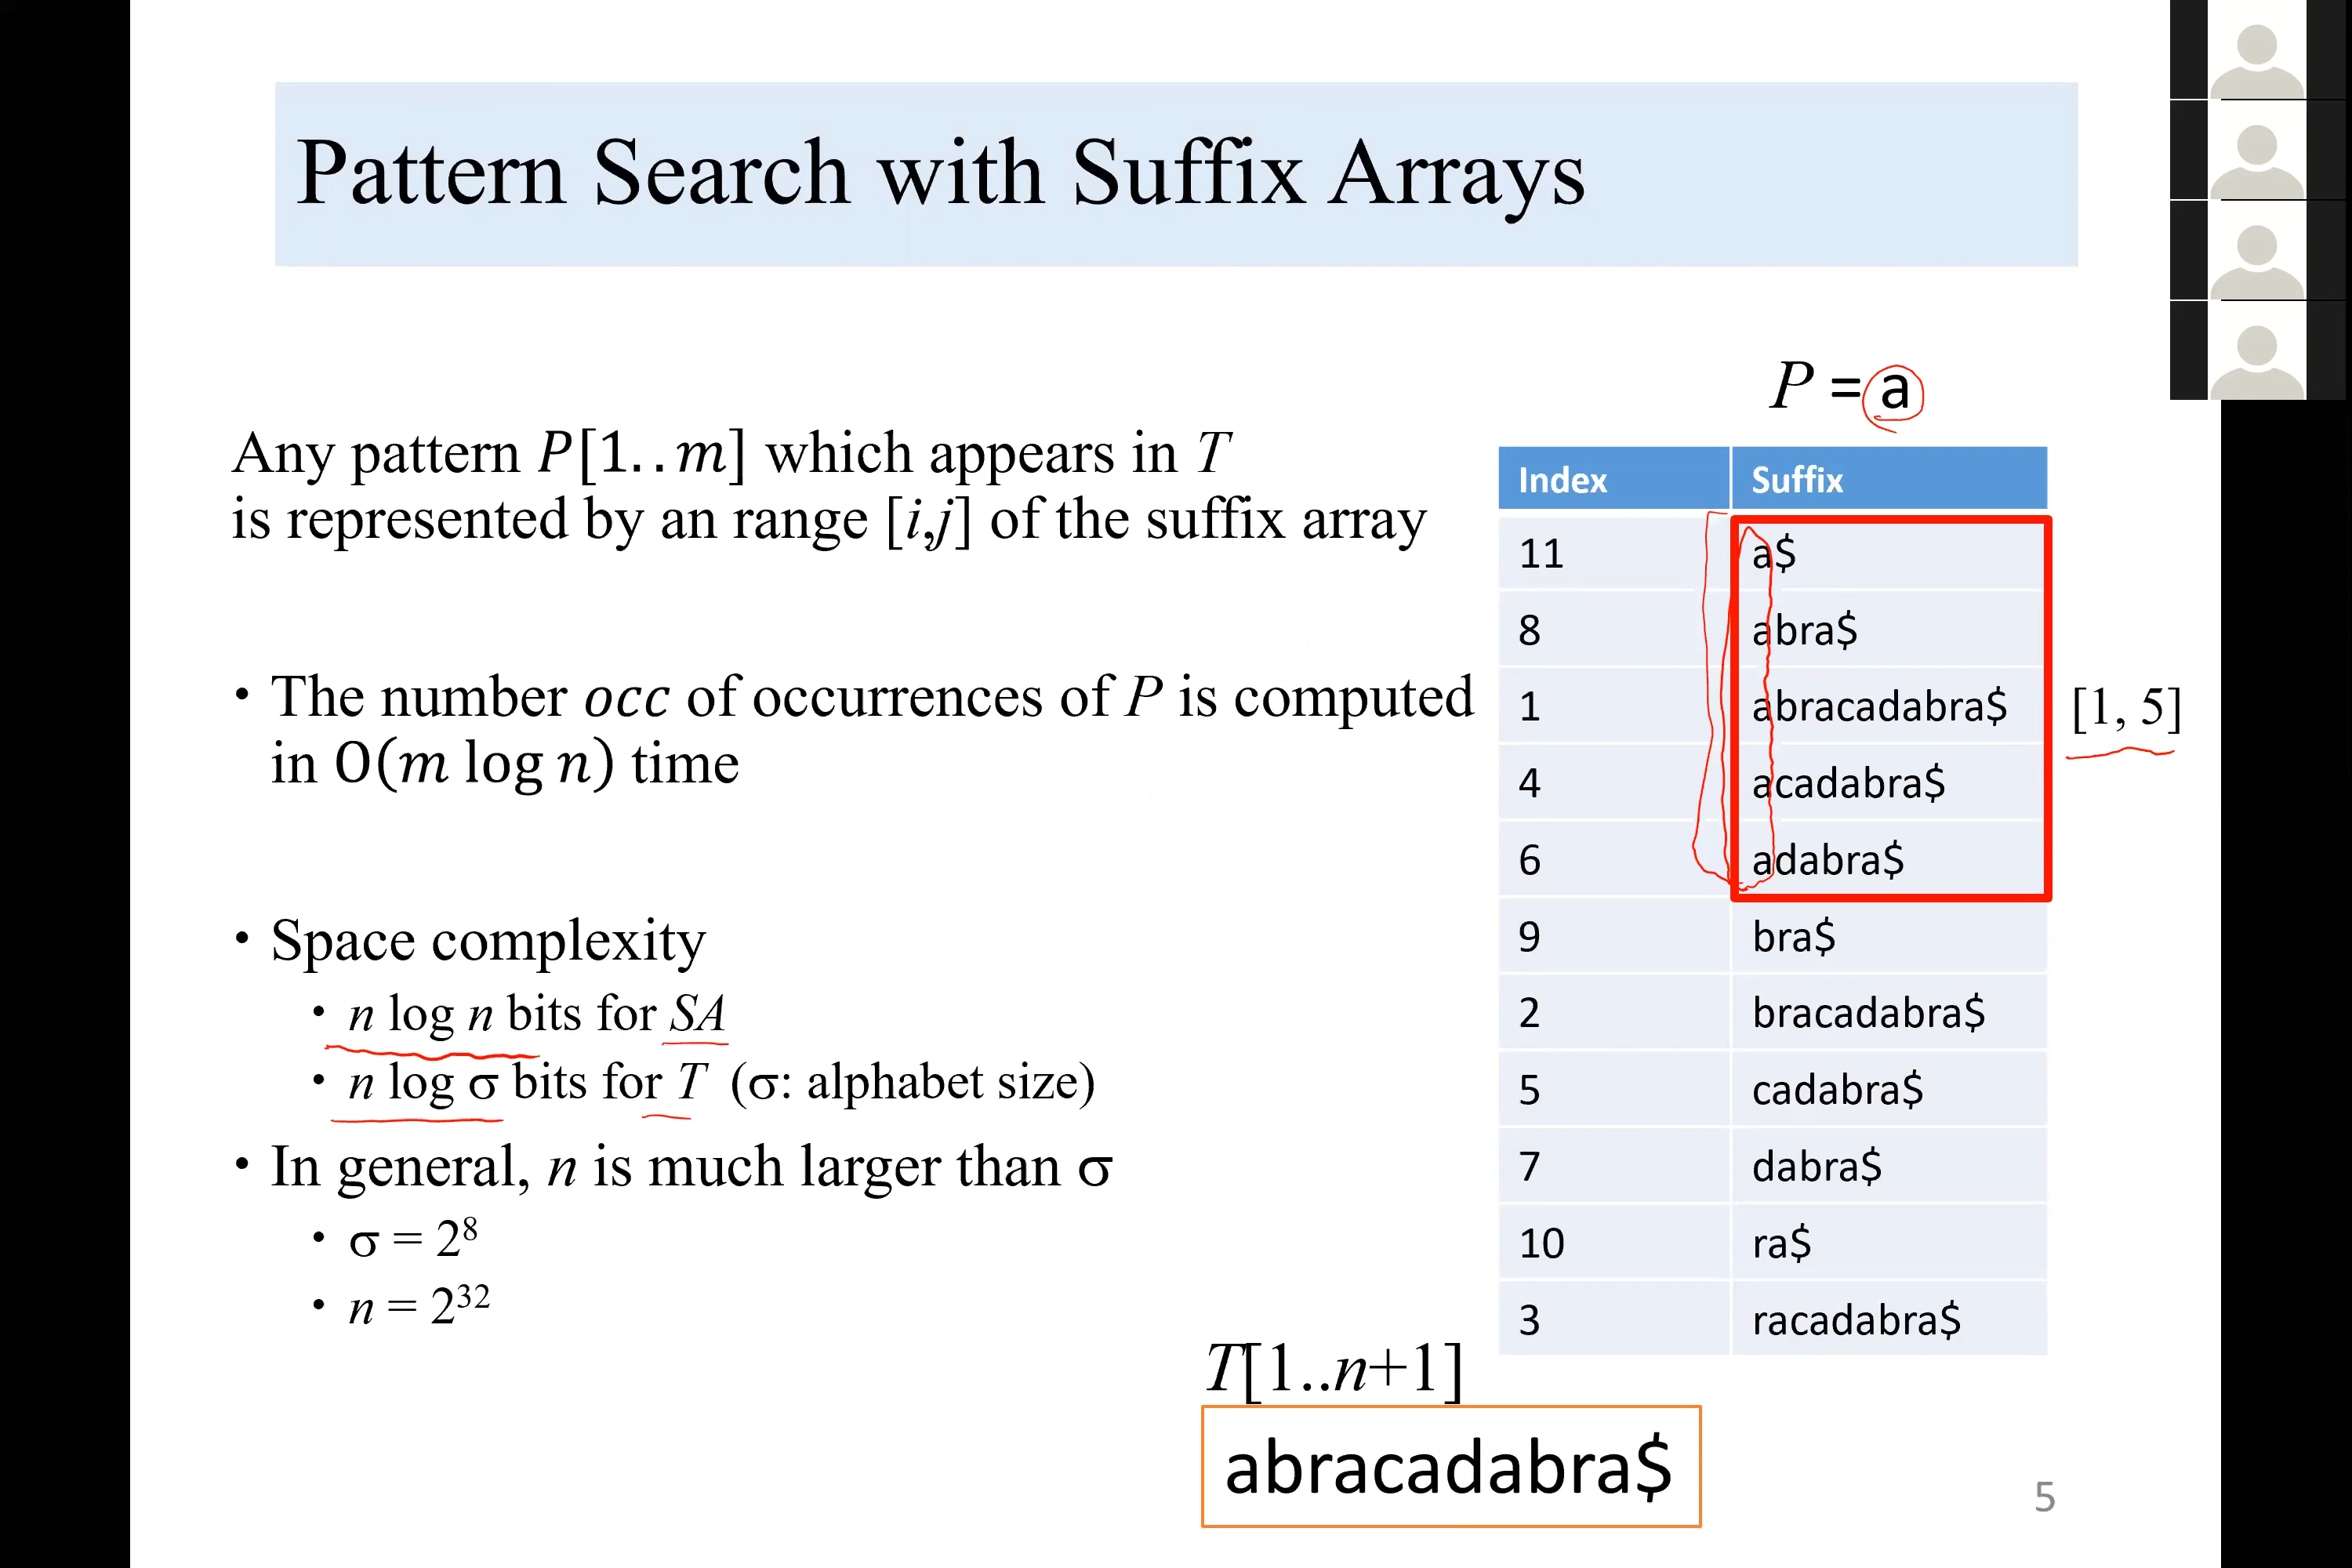 Pattern Search with Suffix Arrays
Any pattern P[1..m] which appears in T
is represented by an range [i,j] of the suffix array
• The number occ of occurrences of P is computed
in O(m log n) time
• Space complexity
• n log n bits for SA
• n log σ bits for T (σ: alphabet size)
• In general, n is much larger than σ
• σ = 2⁸
• n = 2³²
P = a
Index Suffix
11 a$
8 abra$
1 abracadabra$
4 acadabra$
6 adabra$
9 bra$
2 bracadabra$
5 cadabra$
7 dabra$
10 ra$
3 racadabra$
[1, 5]
T[1..n+1]
abracadabra$
5